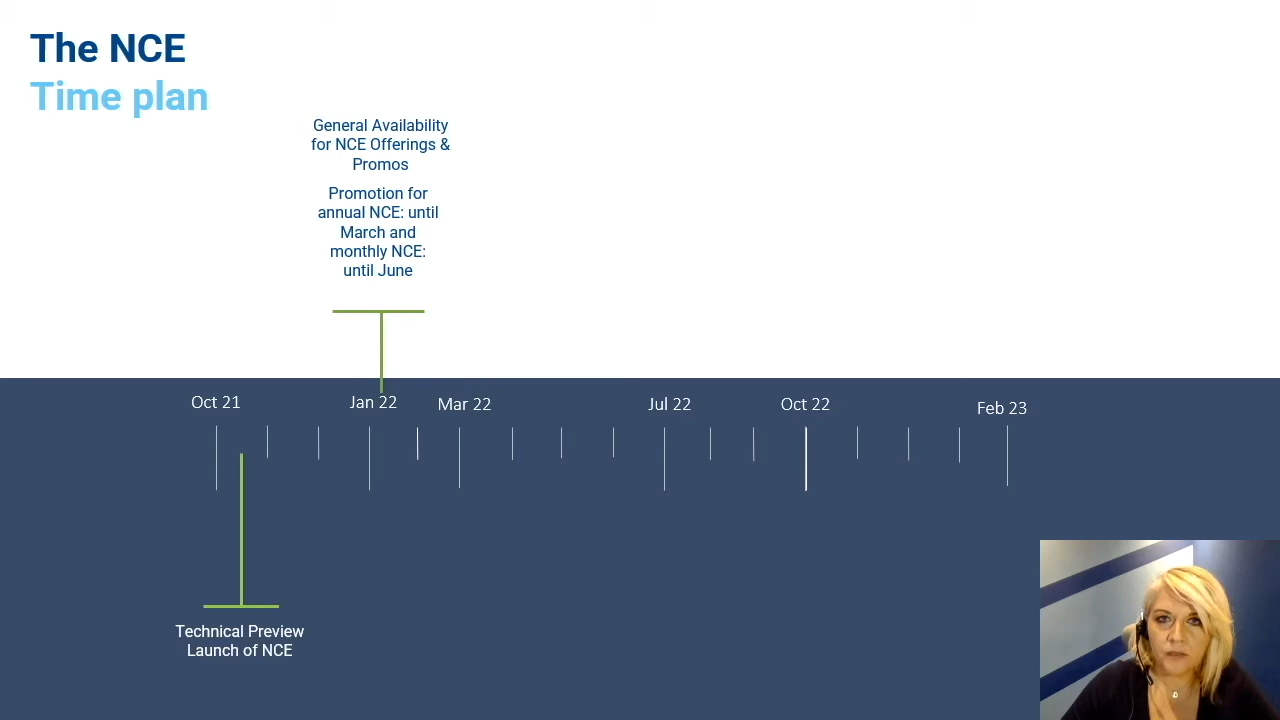 The NCE
Time plan
General Availability
for NCE Offerings &
Promos
Promotion for
annual NCE: until
March and
monthly NCE:
until June
Oct 21
Jan 22
Mar 22
Jul 22
Oct 22
Feb 23
Technical Preview
Launch of NCE